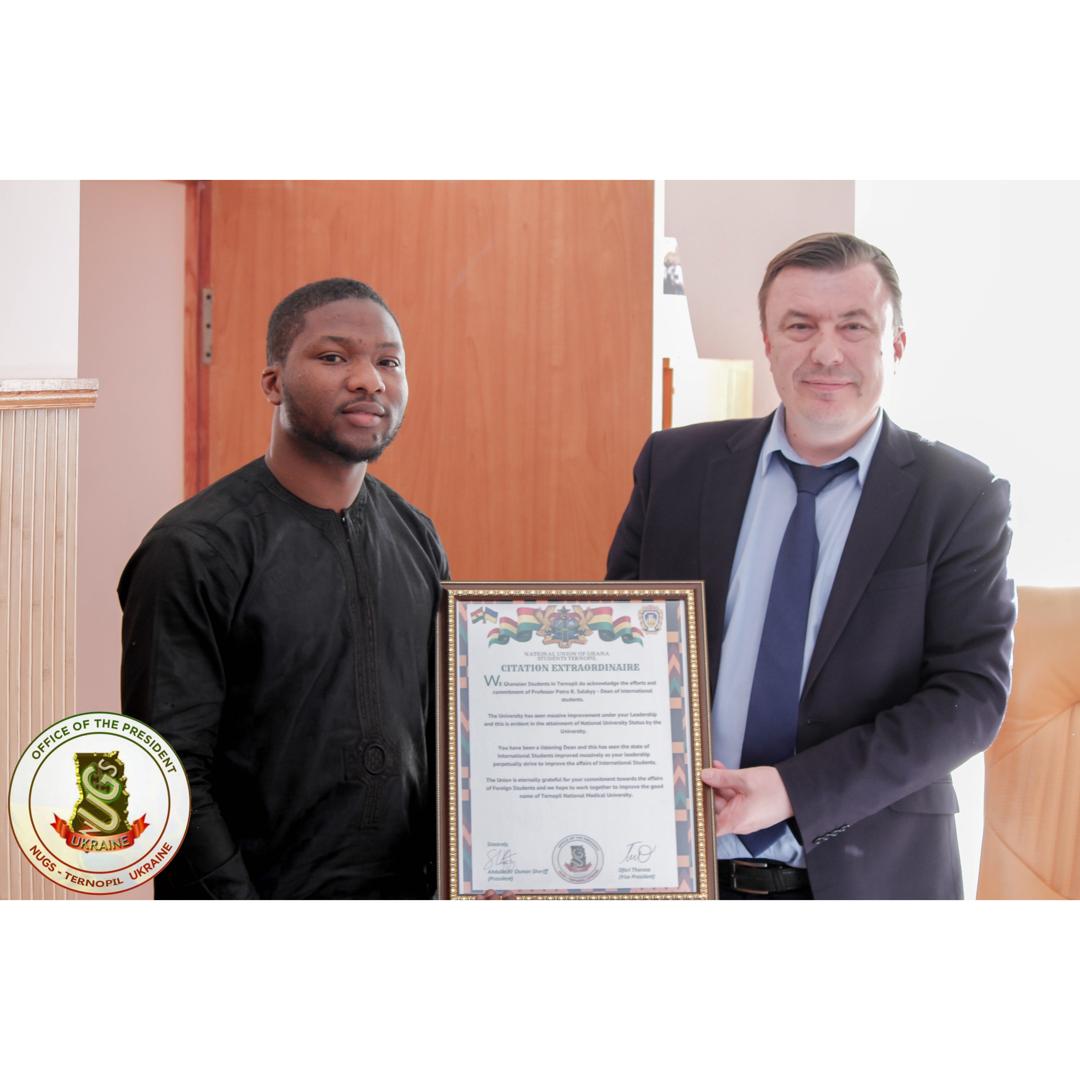 NATIONAL UNION OF GHANA
STUDENTS TERNOPIL
CITATION EXTRAORDINAIRE
WE Ghanaian Students in Ternopil do acknowledge the efforts and
commitment of Professor Petro R. Selskyy - Dean of International
students.
The University has seen massive improvement under your Leadership
and this is evident in the attainment of National University Status by the
University.
You have been a listening Dean and this has seen the state of
International Students improved massively as your leadership
perpetually strive to improve the affairs of International Students.
The Union is eternally grateful for your commitment towards the affairs
of Foreign Students and we hope to work together to improve the good
name of Ternopil National Medical University.
Sincerely,
Osman Sheriff
(President)
Ofori Theresa
(Vice President)
OFFICE OF THE PRESIDENT
NUGS
UKRAINE
NUGS - TERNOPIL UKRAINE